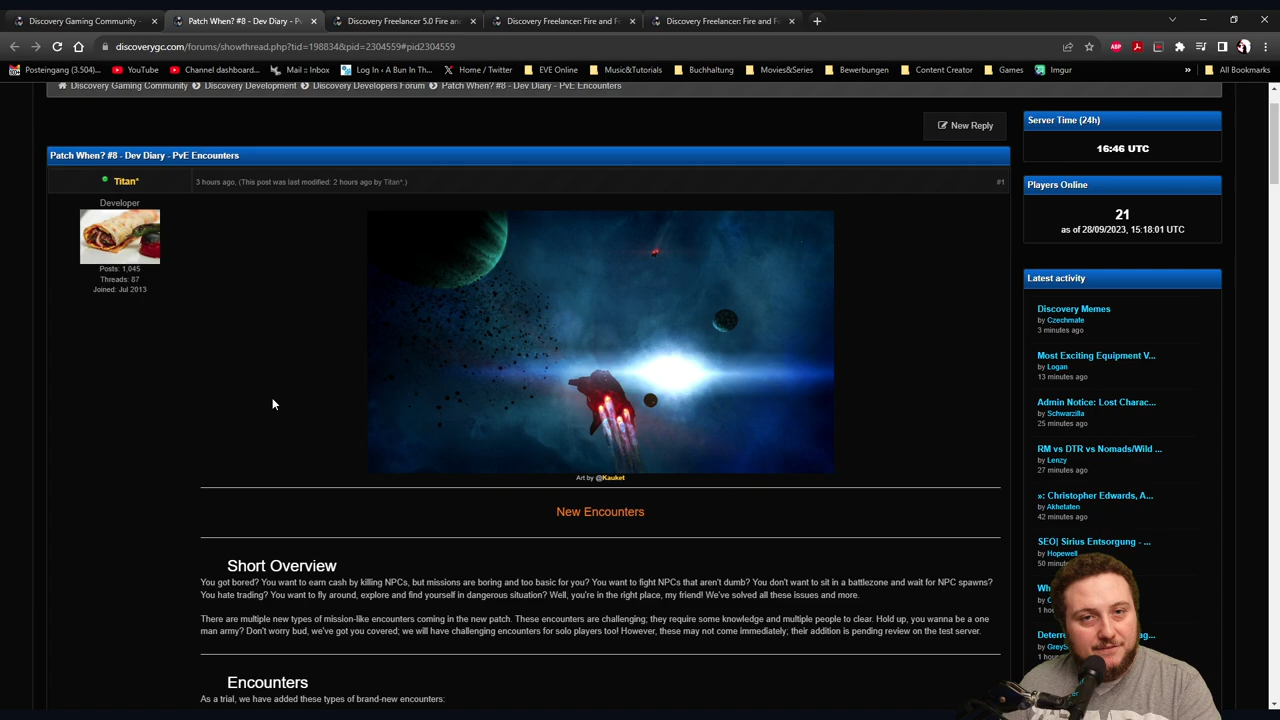 Discovery Gaming Community -
Patch When? #8 - Dev Diary - Pv
Discovery Freelancer 5.0 Fire an
Discovery Freelancer: Fire and F
Discovery Freelancer: Fire and F
discoverygc.com/forums/showthread.php?tid=198834&pid=2304559#pid2304559
Posteingang (3.504)...
YouTube
Channel dashboard...
Mail :: Inbox
Log In ‹ A Bun In Th...
Home / Twitter
EVE Online
Music&Tutorials
Buchhaltung
Movies&Series
Bewerbungen
Content Creator
Games
Imgur
»
All Bookmarks
Discovery Gaming Community
Discovery Development
Discovery Developers Forum
Patch When? #8 - Dev Diary - PvE Encounters
New Reply
Patch When? #8 - Dev Diary - PvE Encounters
Titan*
3 hours ago, (This post was last modified: 2 hours ago by Titan*.)
#1
Developer
Posts: 1,045
Threads: 87
Joined: Jul 2013
Art by @Kauket
New Encounters
Short Overview
You got bored? You want to earn cash by killing NPCs, but missions are boring and too basic for you? You want to fight NPCs that aren't dumb? You don't want to sit in a battlezone and wait for NPC spawns?
You hate trading? You want to fly around, explore and find yourself in dangerous situation? Well, you're in the right place, my friend! We've solved all these issues and more.
There are multiple new types of mission-like encounters coming in the new patch. These encounters are challenging; they require some knowledge and multiple people to clear. Hold up, you wanna be a one
man army? Don't worry bud, we've got you covered; we will have challenging encounters for solo players too! However, these may not come immediately; their addition is pending review on the test server.
Encounters
As a trial, we have added these types of brand-new encounters:
Server Time (24h)
16:46 UTC
Players Online
21
as of 28/09/2023, 15:18:01 UTC
Latest activity
Discovery Memes
by Czechmate
3 minutes ago
Most Exciting Equipment V...
by Logan
13 minutes ago
Admin Notice: Lost Charac...
by Schwarzilla
25 minutes ago
RM vs DTR vs Nomads/Wild ...
by Lenzy
27 minutes ago
»: Christopher Edwards, A...
by Akhetaten
42 minutes ago
SEO| Sirius Entsorgung - ...
by Hopewell
50
by
1
by